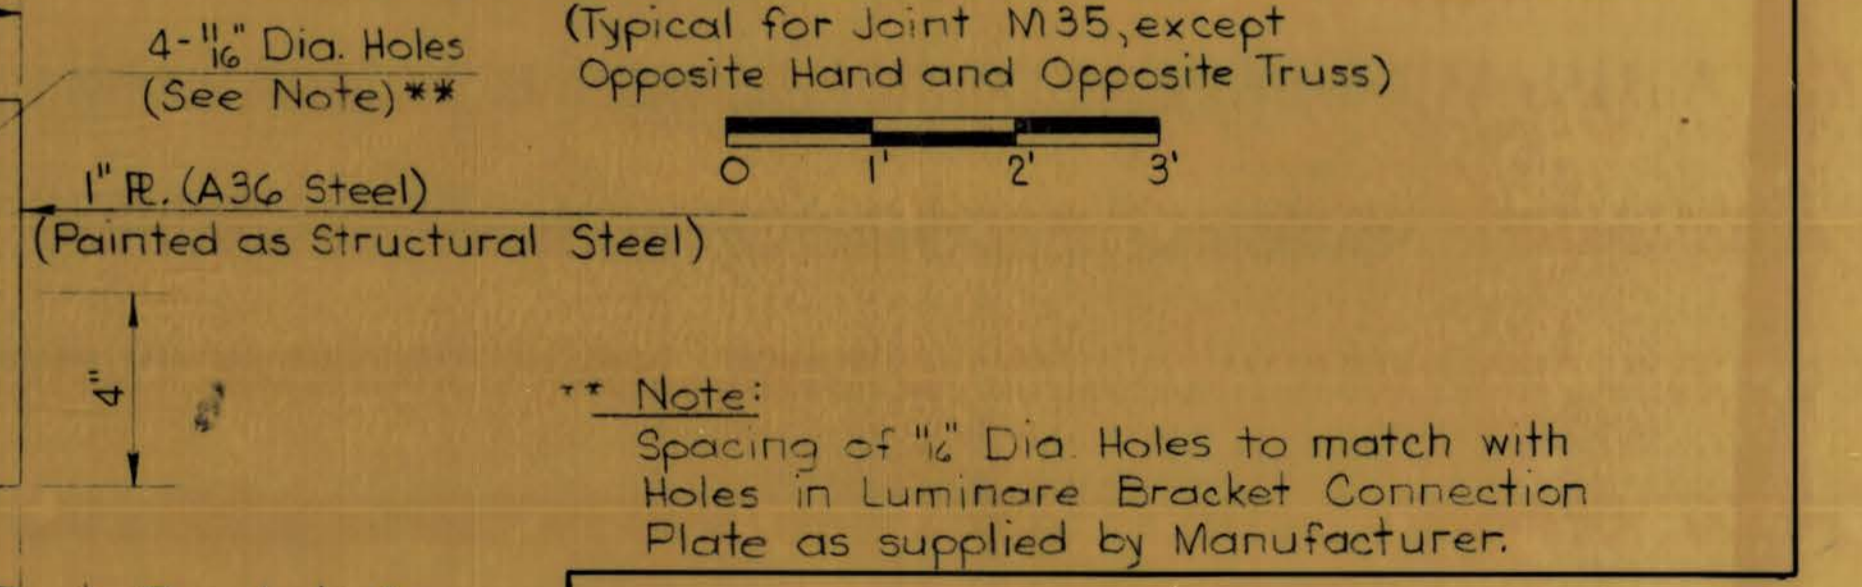 4-11/16" Dia. Holes
(See Note)**
(Typical for Joint M35, except
Opposite Hand and Opposite Truss)
0 1' 2' 3'
1" PL. (A36 Steel)
(Painted as Structural Steel)
4"
** Note:
Spacing of 11/16" Dia. Holes to match with
Holes in Luminare Bracket Connection
Plate as supplied by Manufacturer.